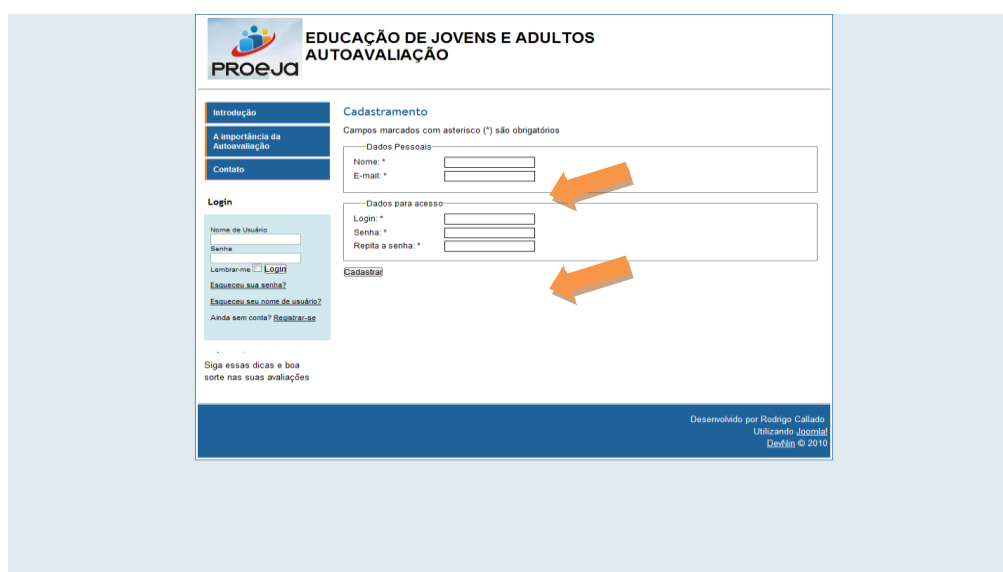 PROEJA
EDUCAÇÃO DE JOVENS E ADULTOS
AUTOAVALIAÇÃO
Introdução
A importância da
Autoavaliação
Contato
Login
Nome de Usuário
Senha
Lembrar-me Login
Esqueceu sua senha?
Esqueceu seu nome de usuário?
Ainda sem conta? Registrar-se
Siga essas dicas e boa
sorte nas suas avaliações
Cadastramento
Campos marcados com asterisco (*) são obrigatórios
Dados Pessoais
Nome: *
E-mail: *
Dados para acesso
Login: *
Senha: *
Repita a senha: *
Cadastrar
Desenvolvido por Rodrigo Callado
Utilizando Joomla!
DevNin © 2010